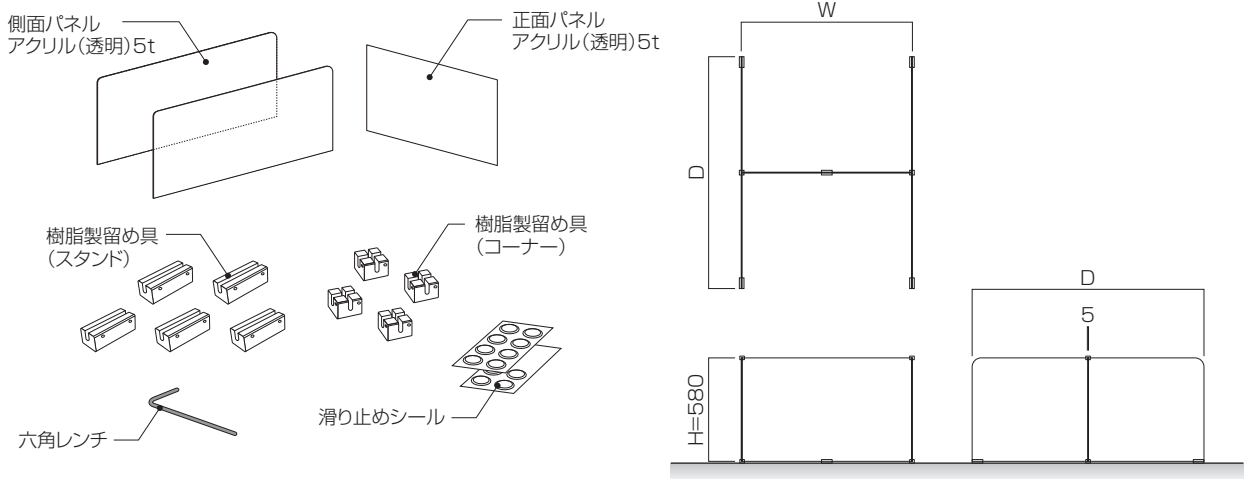 側面パネル
アクリル(透明)5t
正面パネル
アクリル(透明)5t
樹脂製留め具
(スタンド)
樹脂製留め具
(コーナー)
滑り止めシール
六角レンチ
W
D
D
5
H=580